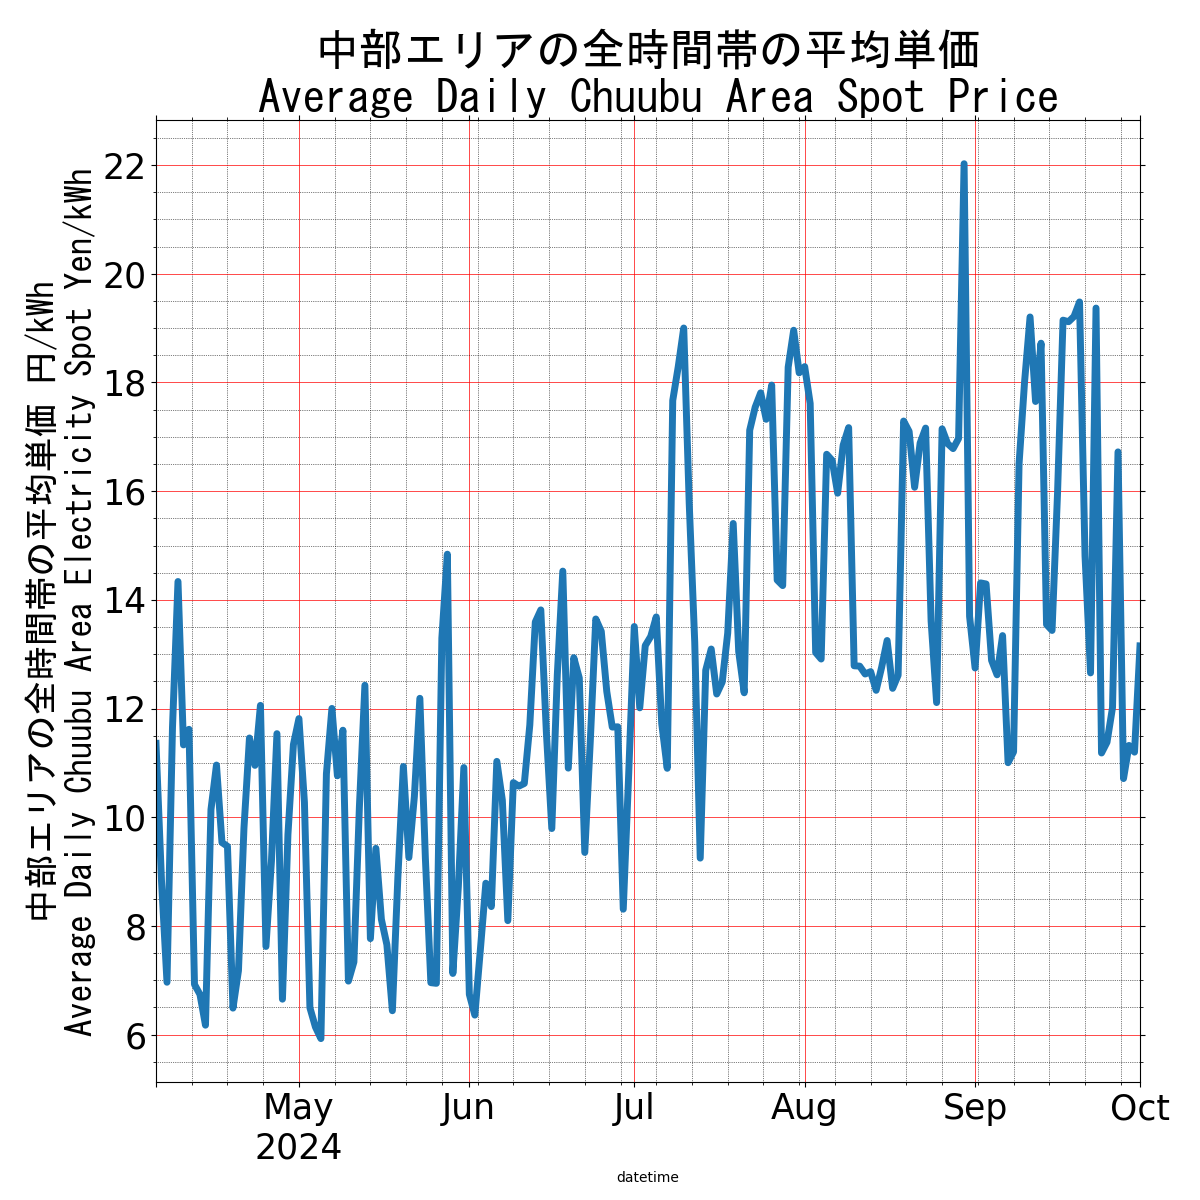 中部エリアの全時間帯の平均単価
Average Daily Chuubu Area Spot Price
中部エリアの全時間帯の平均単価 円/kWh
Average Daily Chuubu Area Electricity Spot Yen/kWh
22
20
18
16
14
12
10
8
6
May
2024
Jun
Jul
Aug
Sep
Oct
datetime